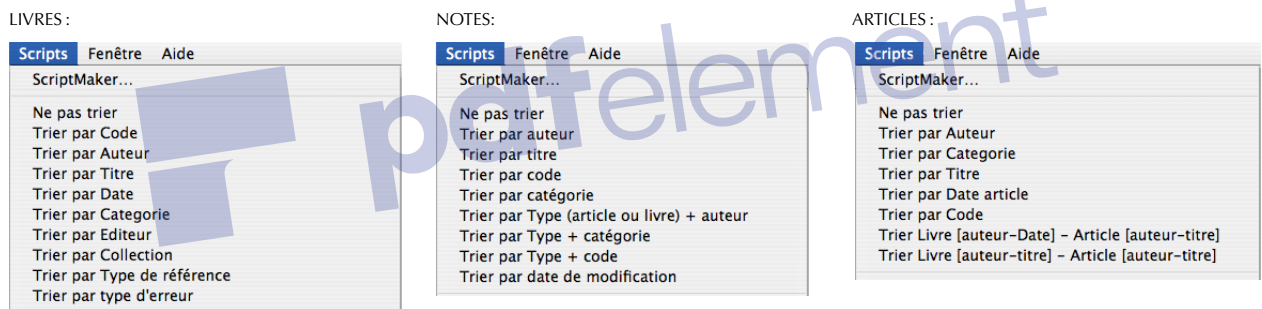 LIVRES :
Scripts Fenêtre Aide
ScriptMaker...
Ne pas trier
Trier par Code
Trier par Auteur
Trier par Titre
Trier par Date
Trier par Categorie
Trier par Editeur
Trier par Collection
Trier par Type de référence
Trier par type d'erreur
NOTES:
Scripts Fenêtre Aide
ScriptMaker...
Ne pas trier
Trier par auteur
Trier par titre
Trier par code
Trier par catégorie
Trier par Type (article ou livre) + auteur
Trier par Type + catégorie
Trier par Type + code
Trier par date de modification
ARTICLES :
Scripts Fenêtre Aide
ScriptMaker...
Ne pas trier
Trier par Auteur
Trier par Categorie
Trier par Titre
Trier par Date article
Trier par Code
Trier Livre [auteur-Date] - Article [auteur-titre]
Trier Livre [auteur-titre] - Article [auteur-titre]
pdfelement